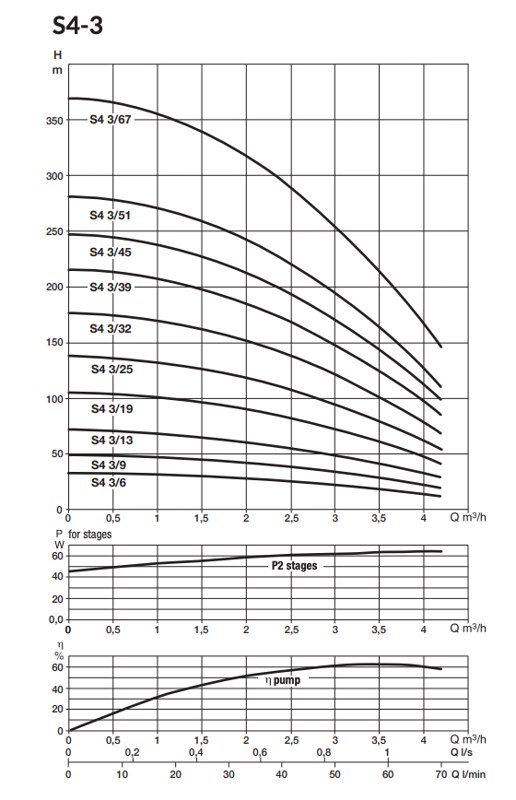 S4-3
H
m
350
S4 3/67
300
250
S4 3/51
S4 3/45
200
S4 3/39
S4 3/32
150
S4 3/25
100
S4 3/19
S4 3/13
50
S4 3/9
S4 3/6
0
0 0,5 1 1,5 2 2,5 3 3,5 4 Q m³/h
P for stages
W
60
P2 stages
40
20
0,0
0 0,5 1 1,5 2 2,5 3 3,5 4 Q m³/h
η
%
60
η pump
40
20
0
0 0,5 1 1,5 2 2,5 3 3,5 4 Q m³/h
0 0,2 0,4 0,6 0,8 1 Q l/s
0 10 20 30 40 50 60 70 Q l/min